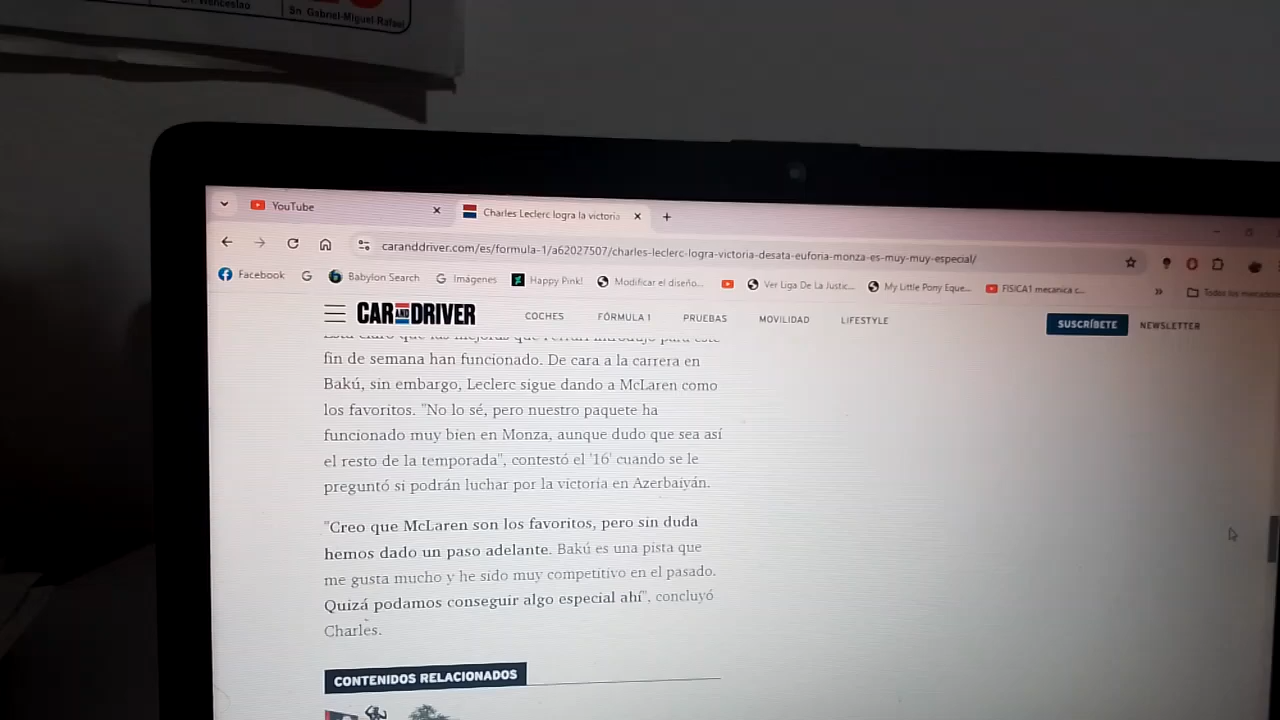 Sn. Wenceslao
Sn. Gabriel-Miguel-Rafael
YouTube
Charles Leclerc logra la victoria
caranddriver.com/es/formula-1/a62027507/charles-leclerc-logra-victoria-desata-euforia-monza-es-muy-muy-especial/
Facebook
Babylon Search
Imágenes
Happy Pink!
Modificar el diseño...
Ver Liga De La Justic...
My Little Pony Eque...
FISICA1 mecanica c...
»
Todos los marcadores
CAR AND DRIVER
COCHES
FÓRMULA 1
PRUEBAS
MOVILIDAD
LIFESTYLE
SUSCRÍBETE
NEWSLETTER
fin de semana han funcionado. De cara a la carrera en
Bakú, sin embargo, Leclerc sigue dando a McLaren como
los favoritos. "No lo sé, pero nuestro paquete ha
funcionado muy bien en Monza, aunque dudo que sea así
el resto de la temporada", contestó el '16' cuando se le
preguntó si podrán luchar por la victoria en Azerbaiyán.
"Creo que McLaren son los favoritos, pero sin duda
hemos dado un paso adelante. Bakú es una pista que
me gusta mucho y he sido muy competitivo en el pasado.
Quizá podamos conseguir algo especial ahí", concluyó
Charles.
CONTENIDOS RELACIONADOS